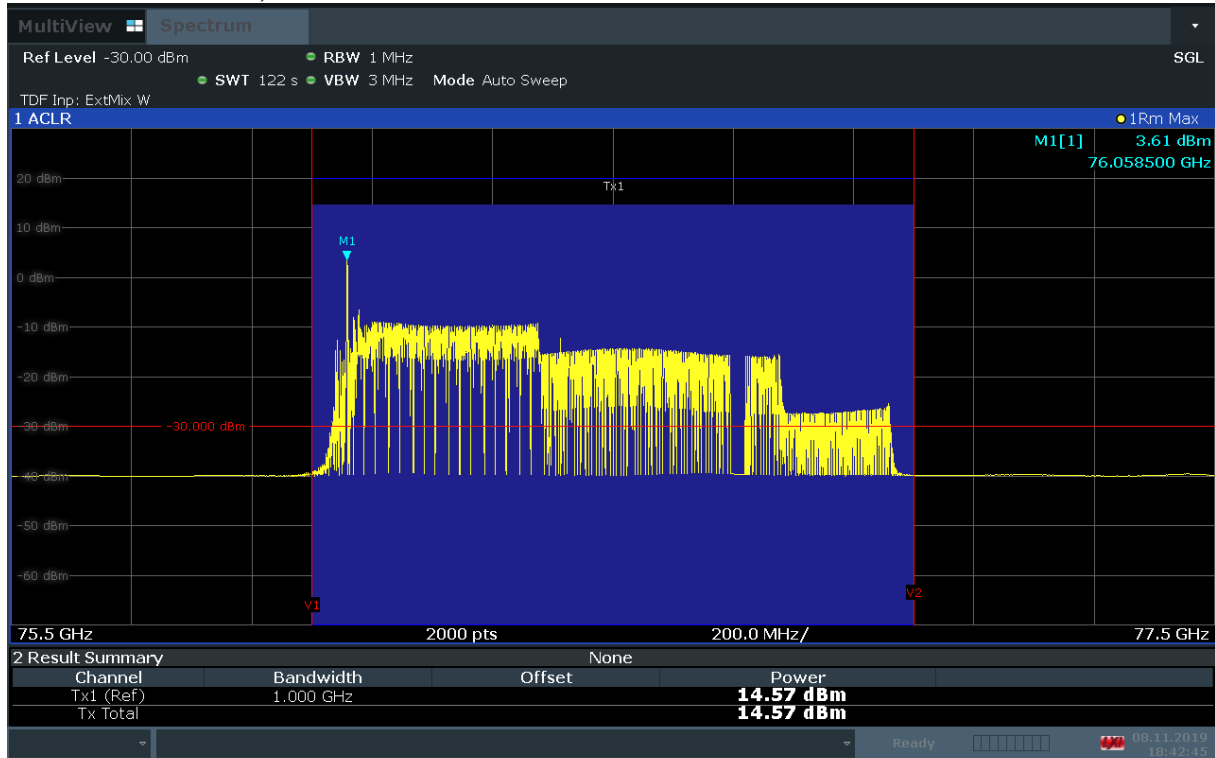 MultiView Spectrum
Ref Level -30.00 dBm RBW 1 MHz SGL
SWT 122 s VBW 3 MHz Mode Auto Sweep
TDF Inp: ExtMix W
1 ACLR 1Rm Max
M1[1] 3.61 dBm
76.058500 GHz
20 dBm
Tx1
10 dBm
M1
0 dBm
-10 dBm
-20 dBm
-30 dBm -30.000 dBm
-40 dBm
-50 dBm
-60 dBm
V1 V2
75.5 GHz 2000 pts 200.0 MHz/ 77.5 GHz
2 Result Summary None
Channel Bandwidth Offset Power
Tx1 (Ref) 1.000 GHz 14.57 dBm
Tx Total 14.57 dBm
Ready 08.11.2019
18:42:45